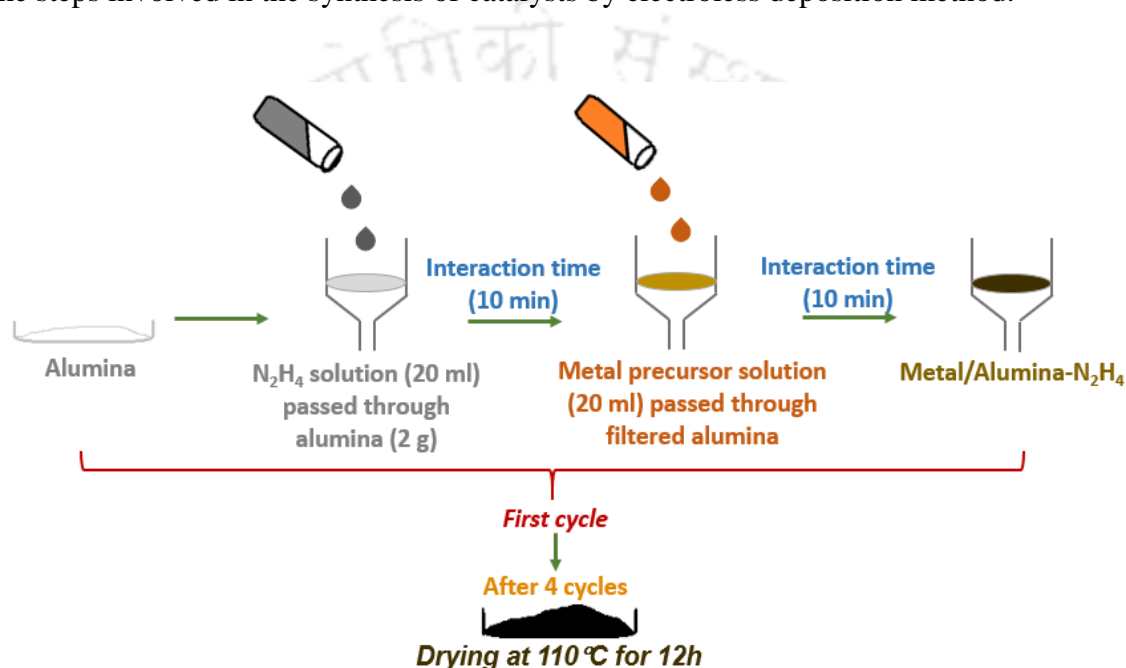 the steps involved in the synthesis of catalysts by electroless deposition method.
Interaction time
(10 min)
Interaction time
(10 min)
Alumina
N₂H₄ solution (20 ml)
passed through
alumina (2 g)
Metal precursor solution
(20 ml) passed through
filtered alumina
Metal/Alumina-N₂H₄
First cycle
After 4 cycles
Drying at 110 °C for 12h